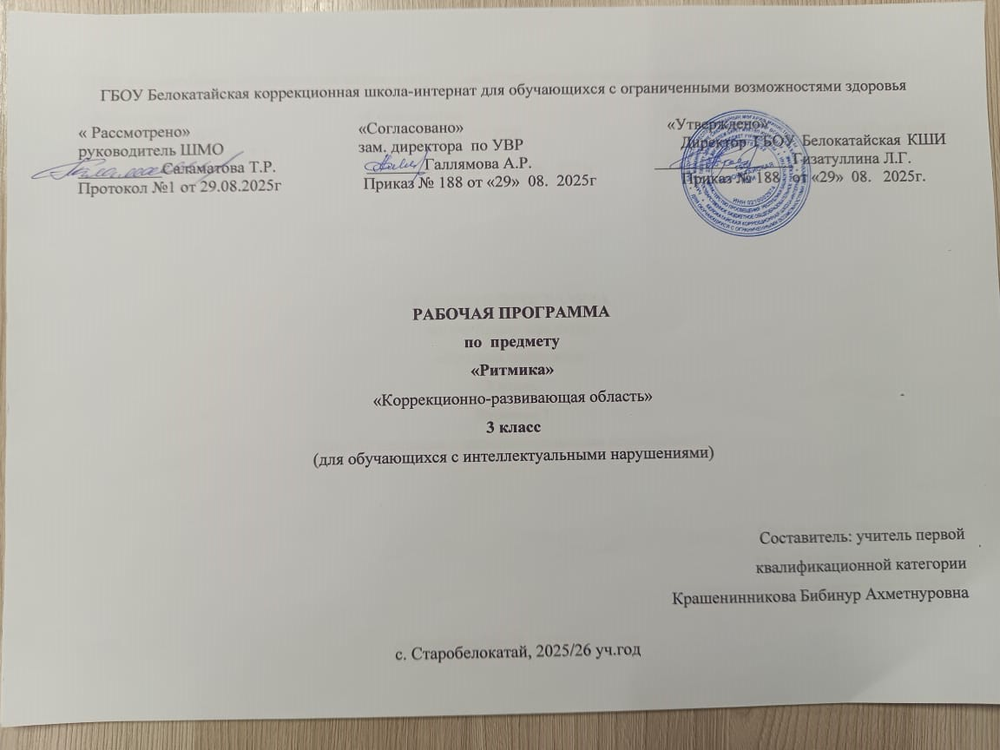 ГБОУ Белокатайская коррекционная школа-интернат для обучающихся с ограниченными возможностями здоровья
« Рассмотрено»
руководитель ШМО
Саламатова Т.Р.
Протокол №1 от 29.08.2025г
«Согласовано»
зам. директора по УВР
Галлямова А.Р.
Приказ № 188 от «29» 08. 2025г
«Утверждено»
Директор ГБОУ Белокатайская КШИ
Гизатуллина Л.Г.
Приказ № 188 от «29» 08. 2025г.
РАБОЧАЯ ПРОГРАММА
по предмету
«Ритмика»
«Коррекционно-развивающая область»
3 класс
(для обучающихся с интеллектуальными нарушениями)
Составитель: учитель первой
квалификационной категории
Крашенинникова Бибинур Ахметнуровна
с. Старобелокатай, 2025/26 уч.год